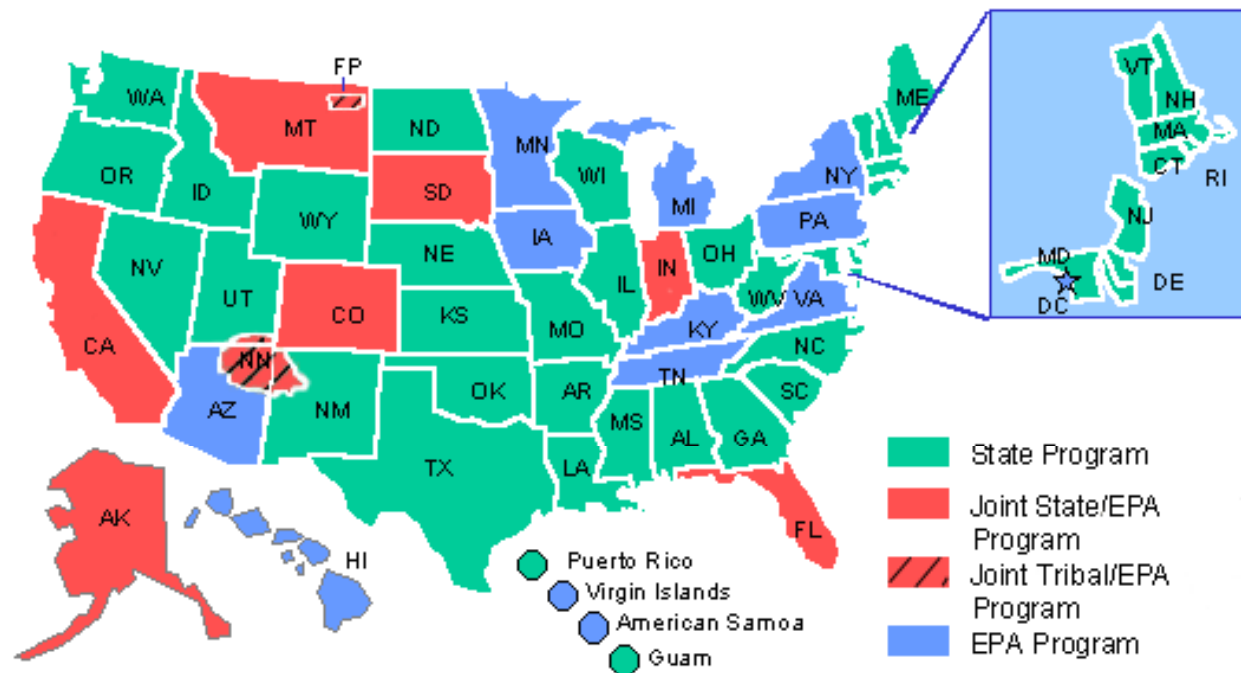 FP
WA
MT
ND
MN
ME
OR
ID
WY
SD
WI
MI
NY
NV
UT
NE
IA
PA
CA
CO
KS
IL
IN
OH
WV
VA
MO
KY
NN
AZ
NM
OK
AR
TN
NC
SC
TX
LA
MS
AL
GA
FL
AK
HI
VT
NH
MA
CT
RI
NJ
MD
DE
DC
Puerto Rico
Virgin Islands
American Samoa
Guam
State Program
Joint State/EPA
Program
Joint Tribal/EPA
Program
EPA Program